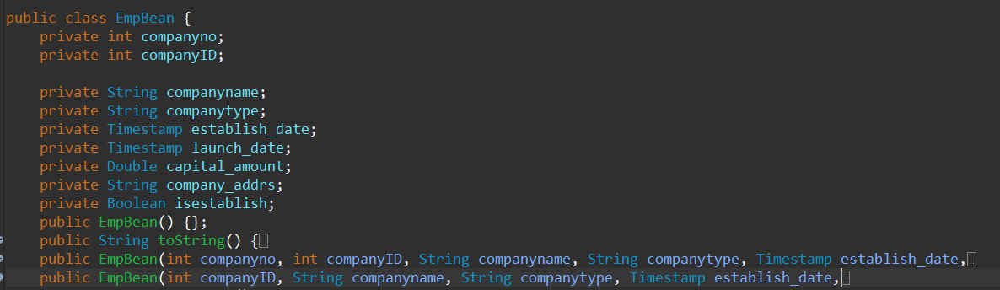 public class EmpBean {
private int companyno;
private int companyID;
private String companyname;
private String companytype;
private Timestamp establish_date;
private Timestamp launch_date;
private Double capital_amount;
private String company_addrs;
private Boolean isestablish;
public EmpBean() {};
public String toString() {
public EmpBean(int companyno, int companyID, String companyname, String companytype, Timestamp establish_date,
public EmpBean(int companyID, String companyname, String companytype, Timestamp establish_date,